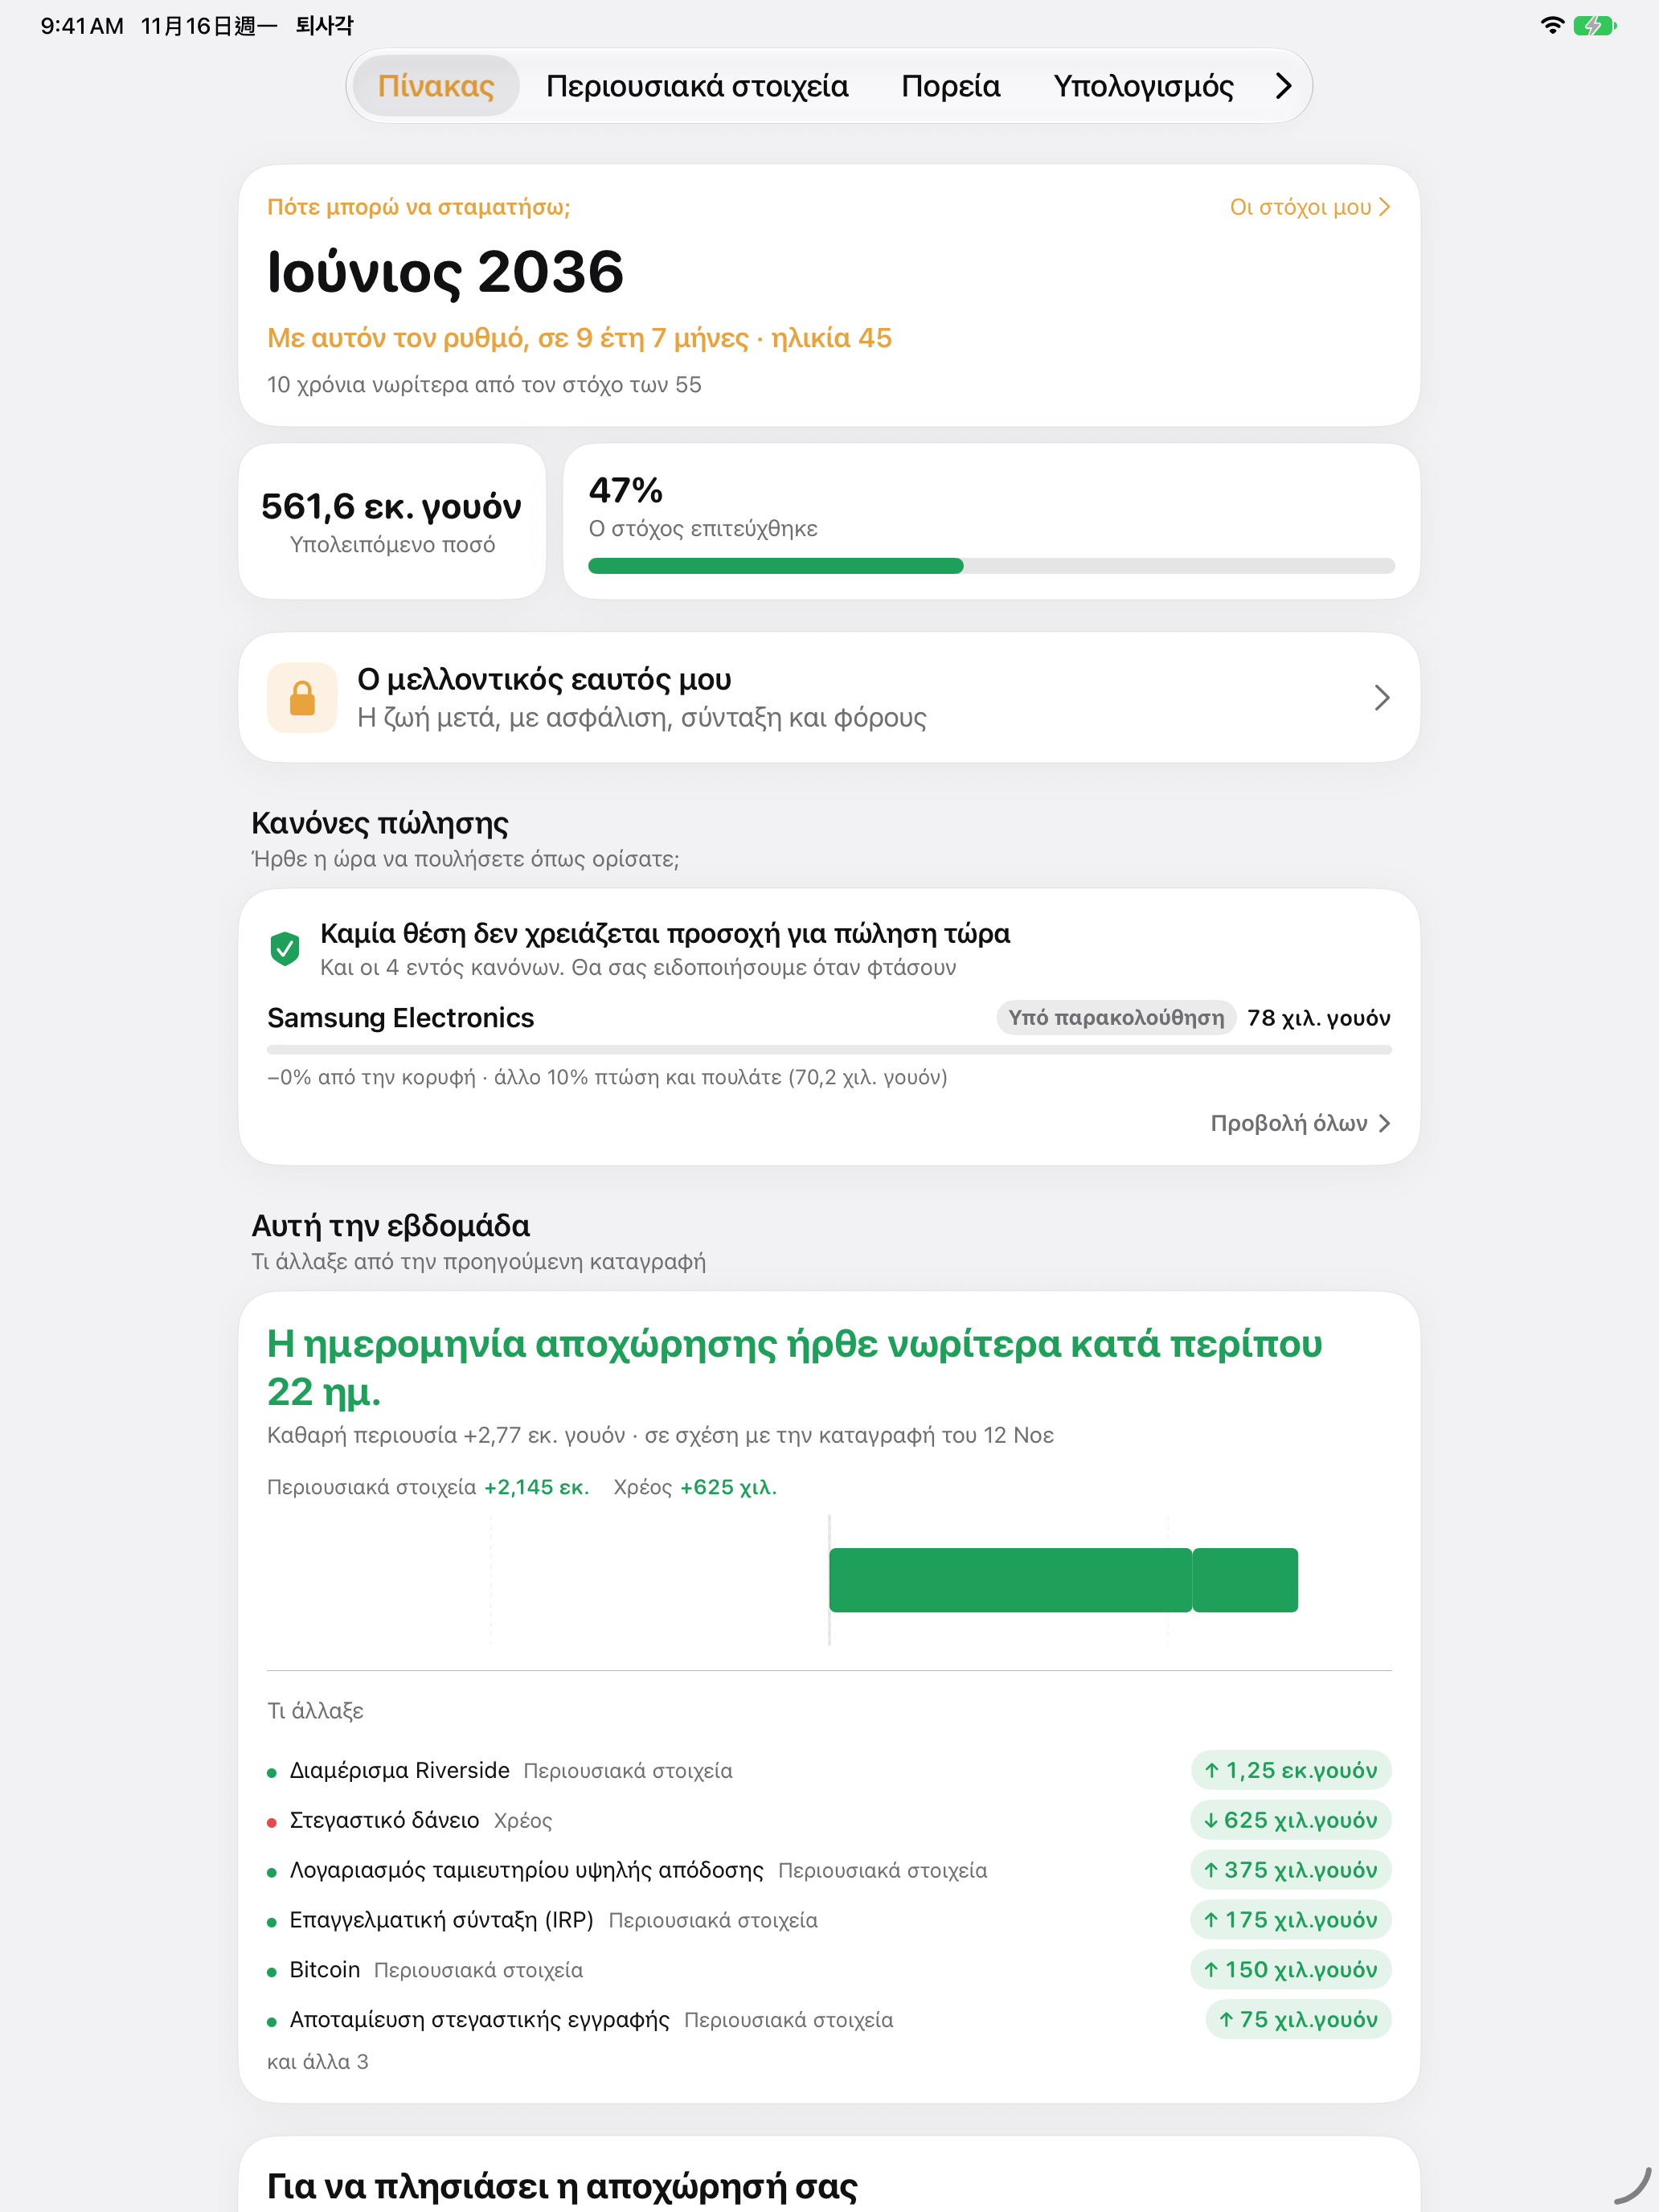 9:41 AM 11月16日週一 퇴사각
Πίνακας Περιουσιακά στοιχεία Πορεία Υπολογισμός
Πότε μπορώ να σταματήσω; Οι στόχοι μου
Ιούνιος 2036
Με αυτόν τον ρυθμό, σε 9 έτη 7 μήνες · ηλικία 45
10 χρόνια νωρίτερα από τον στόχο των 55
561,6 εκ. γουόν
Υπολειπόμενο ποσό
47%
Ο στόχος επιτεύχθηκε
Ο μελλοντικός εαυτός μου
Η ζωή μετά, με ασφάλιση, σύνταξη και φόρους
Κανόνες πώλησης
Ήρθε η ώρα να πουλήσετε όπως ορίσατε;
Καμία θέση δεν χρειάζεται προσοχή για πώληση τώρα
Και οι 4 εντός κανόνων. Θα σας ειδοποιήσουμε όταν φτάσουν
Samsung Electronics Υπό παρακολούθηση 78 χιλ. γουόν
−0% από την κορυφή · άλλο 10% πτώση και πουλάτε (70,2 χιλ. γουόν)
Προβολή όλων
Αυτή την εβδομάδα
Τι άλλαξε από την προηγούμενη καταγραφή
Η ημερομηνία αποχώρησης ήρθε νωρίτερα κατά περίπου
22 ημ.
Καθαρή περιουσία +2,77 εκ. γουόν · σε σχέση με την καταγραφή του 12 Νοε
Περιουσιακά στοιχεία +2,145 εκ. Χρέος +625 χιλ.
Τι άλλαξε
Διαμέρισμα Riverside Περιουσιακά στοιχεία ↑ 1,25 εκ.γουόν
Στεγαστικό δάνειο Χρέος ↓ 625 χιλ.γουόν
Λογαριασμός ταμιευτηρίου υψηλής απόδοσης Περιουσιακά στοιχεία ↑ 375 χιλ.γουόν
Επαγγελματική σύνταξη (IRP) Περιουσιακά στοιχεία ↑ 175 χιλ.γουόν
Bitcoin Περιουσιακά στοιχεία ↑ 150 χιλ.γουόν
Αποταμίευση στεγαστικής εγγραφής Περιουσιακά στοιχεία ↑ 75 χιλ.γουόν
και άλλα 3
Για να πλησιάσει η αποχώρησή σας